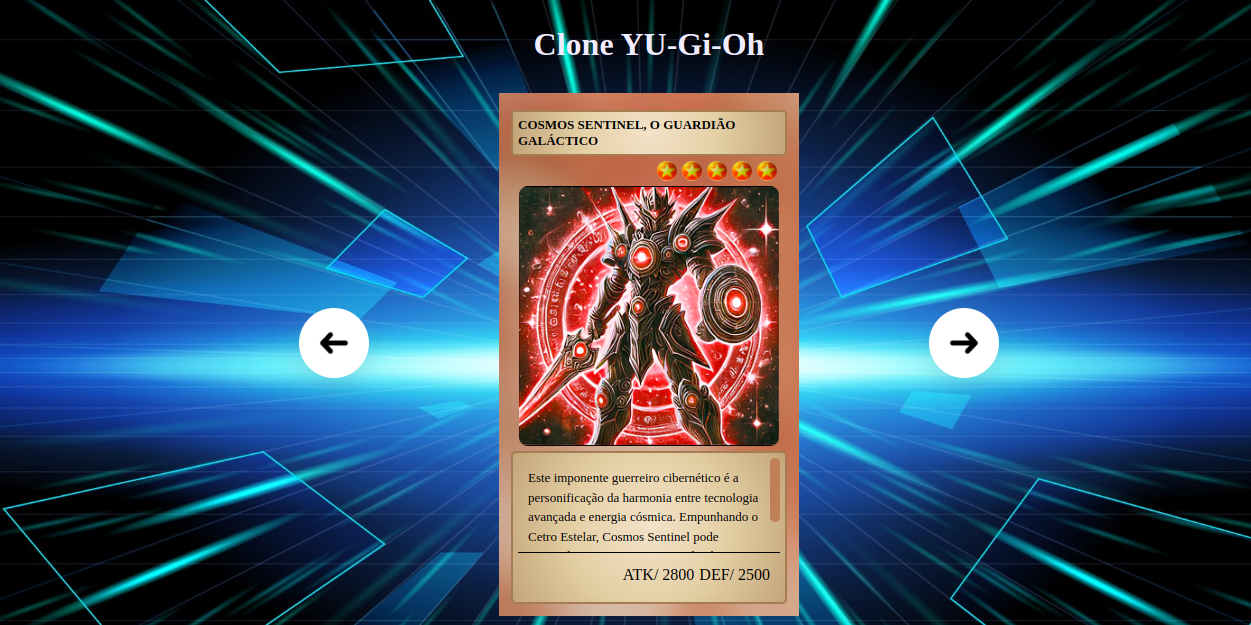 Clone YU-Gi-Oh
COSMOS SENTINEL, O GUARDIÃO
GALÁCTICO
Este imponente guerreiro cibernético é a
personificação da harmonia entre tecnologia
avançada e energia cósmica. Empunhando o
Cetro Estelar, Cosmos Sentinel pode
ATK/ 2800 DEF/ 2500